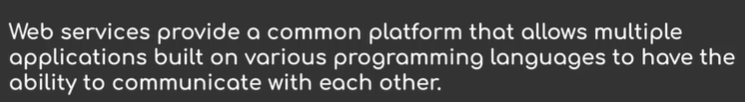 Web services provide a common platform that allows multiple
applications built on various programming languages to have the
ability to communicate with each other.